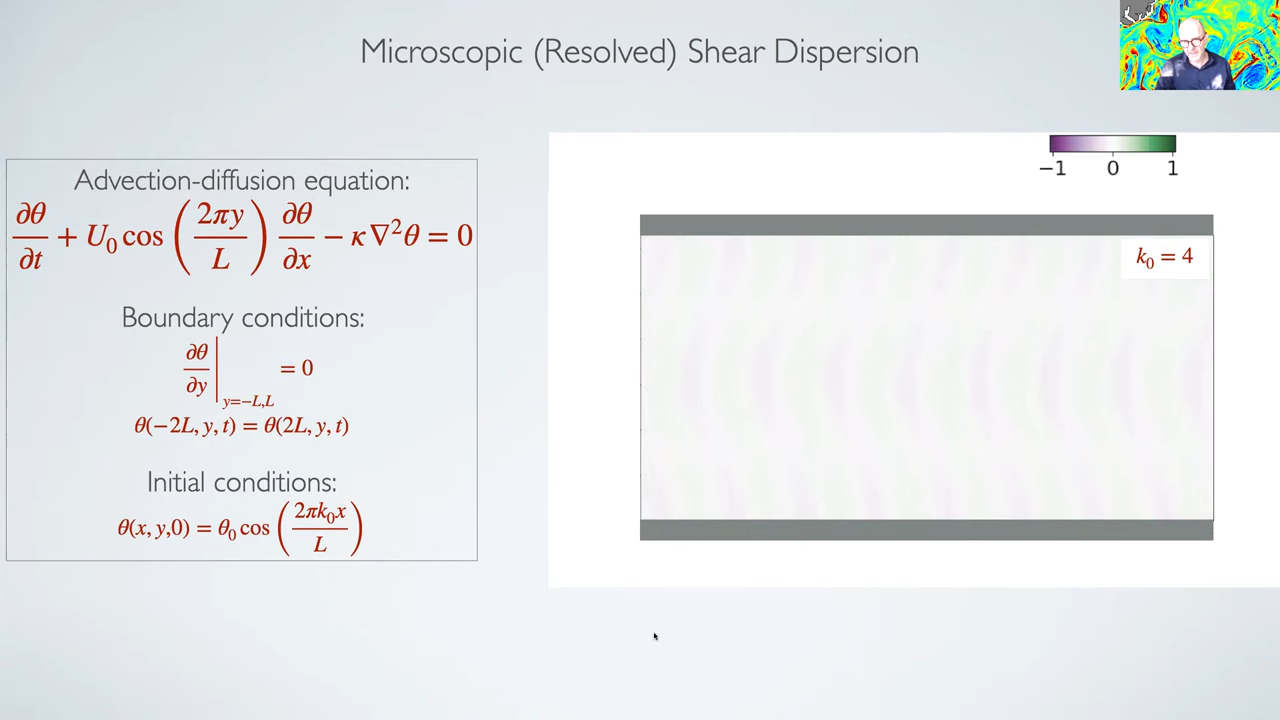 Microscopic (Resolved) Shear Dispersion
Advection-diffusion equation:
∂θ/∂t + U₀ cos(2πy/L) ∂θ/∂x − κ∇²θ = 0
Boundary conditions:
∂θ/∂y |y=−L,L = 0
θ(−2L, y, t) = θ(2L, y, t)
Initial conditions:
θ(x, y,0) = θ₀ cos(2πk₀x/L)
−1 0 1
k₀ = 4